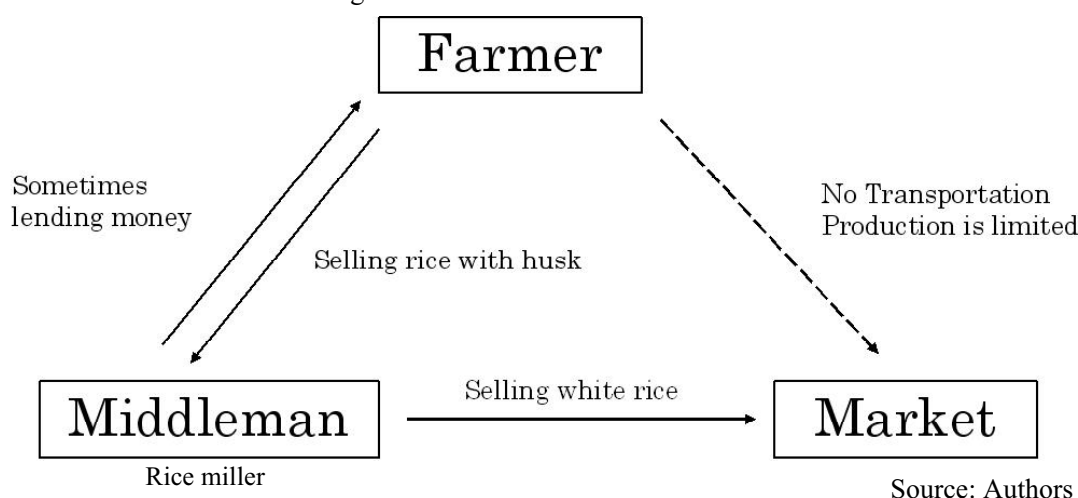 Farmer
Sometimes
lending money
No Transportation
Production is limited
Selling rice with husk
Selling white rice
Middleman
Market
Rice miller
Source: Authors